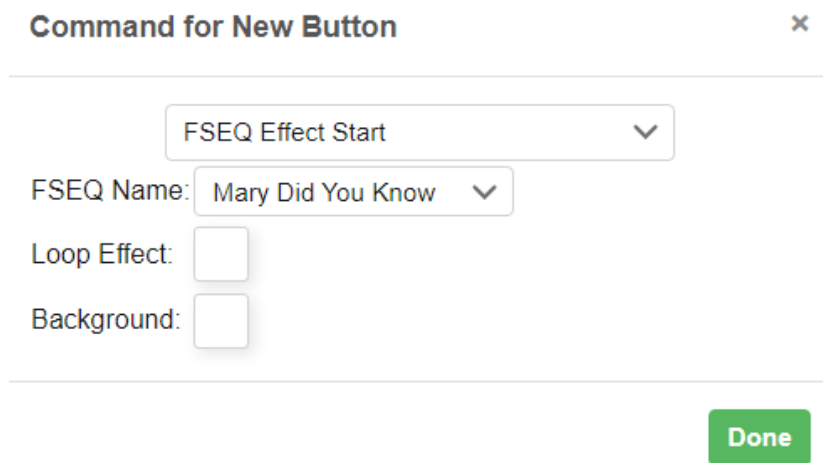 Command for New Button ×
FSEQ Effect Start
FSEQ Name: Mary Did You Know
Loop Effect:
Background:
Done